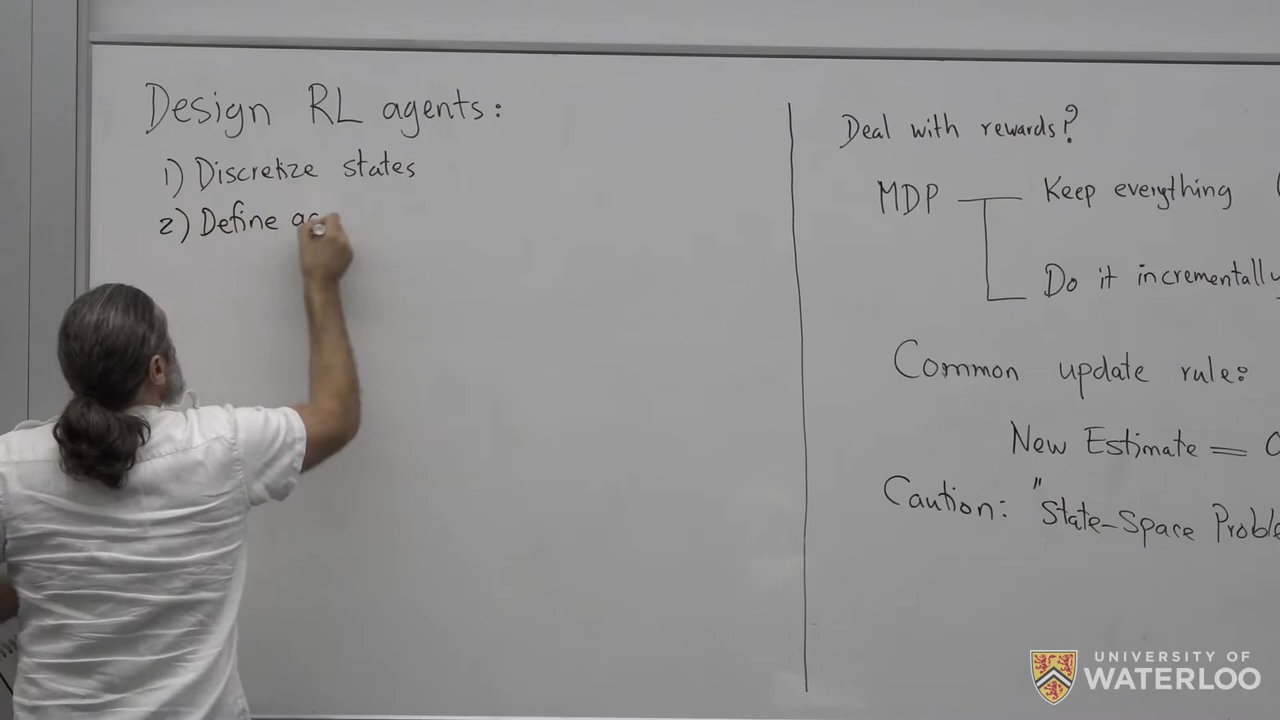 Design RL agents:
1) Discretize states
2) Define ac
Deal with rewards?
MDP
Keep everything
Do it incrementally
Common update rule:
New Estimate =
Caution: "State-Space
UNIVERSITY OF
WATERLOO